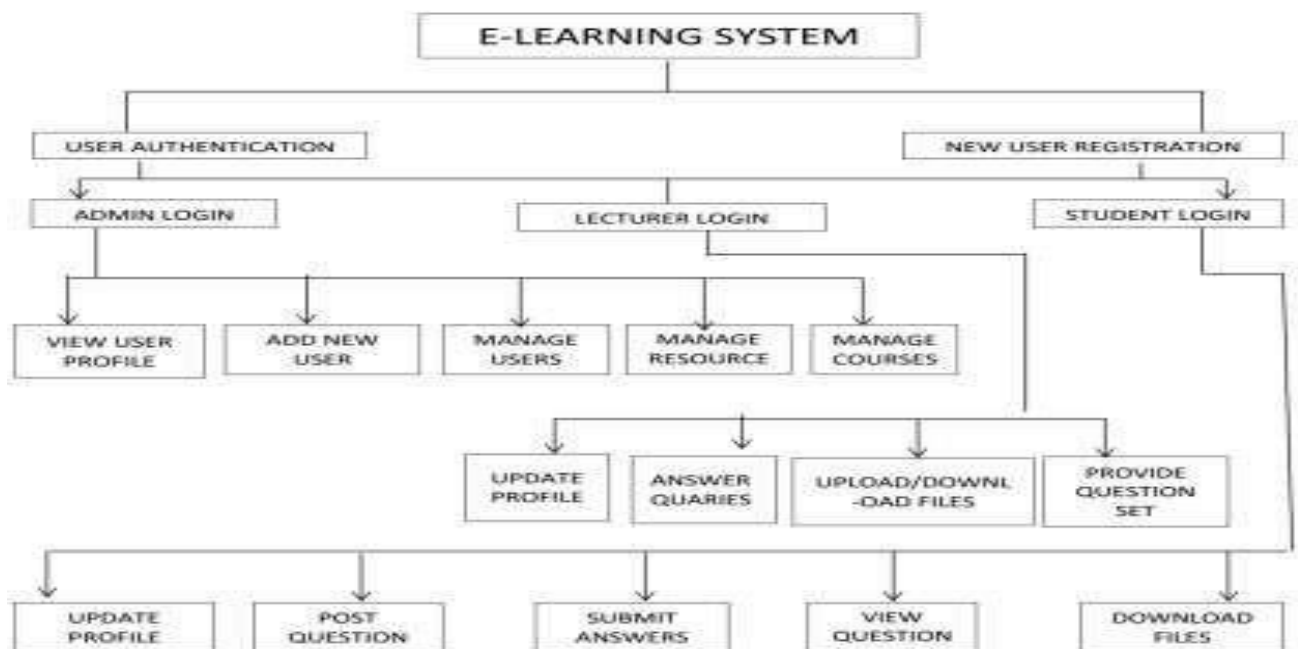 E-LEARNING SYSTEM
USER AUTHENTICATION
NEW USER REGISTRATION
ADMIN LOGIN
LECTURER LOGIN
STUDENT LOGIN
VIEW USER
PROFILE
ADD NEW
USER
MANAGE
USERS
MANAGE
RESOURCE
MANAGE
COURSES
UPDATE
PROFILE
ANSWER
QUARIES
UPLOAD/DOWNL
-OAD FILES
PROVIDE
QUESTION
SET
UPDATE
PROFILE
POST
QUESTION
SUBMIT
ANSWERS
VIEW
QUESTION
DOWNLOAD
FILES